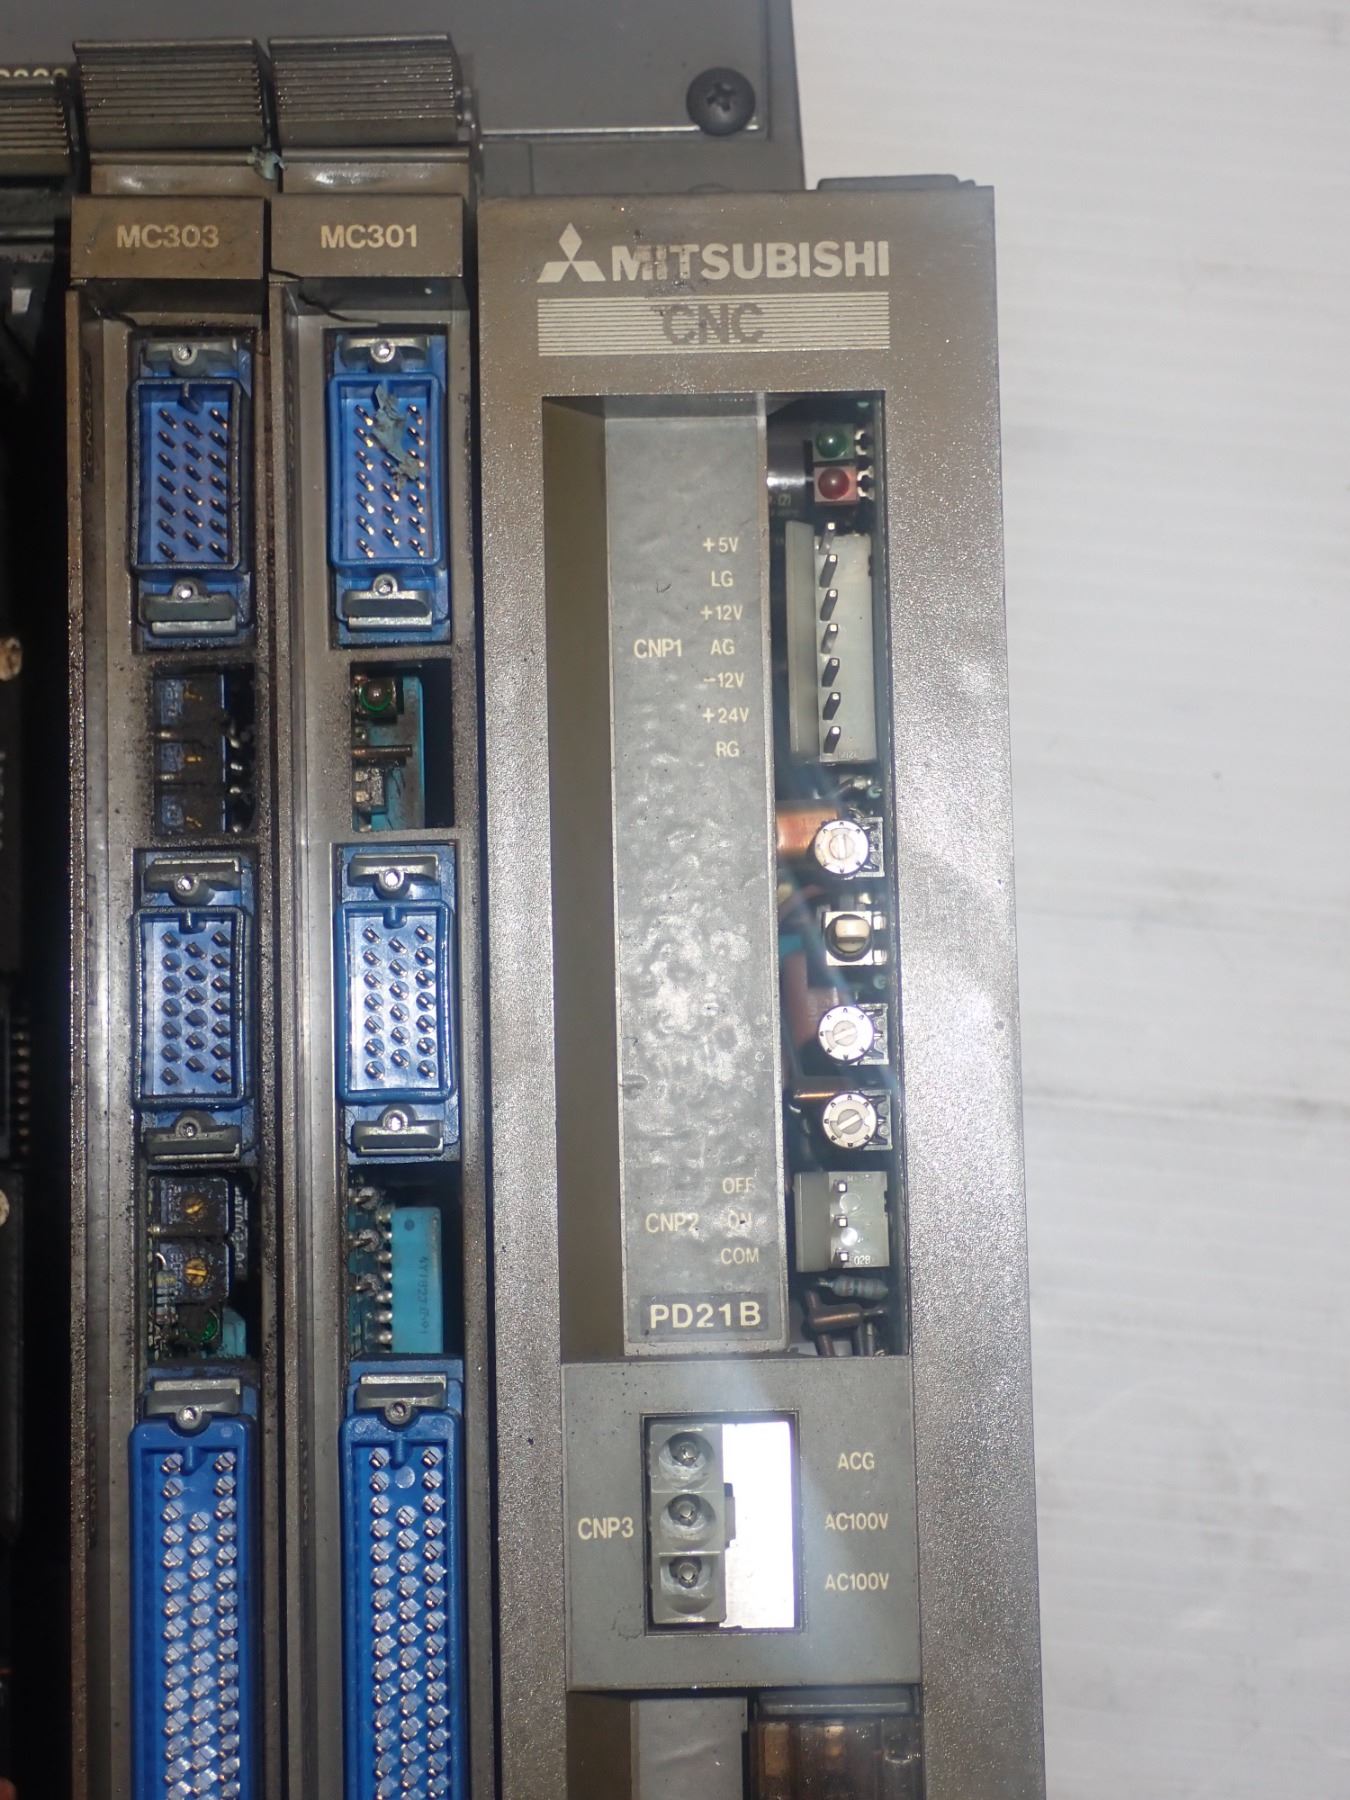 MC303
MC301
MITSUBISHI
CNC
+5V
LG
+12V
CNP1 AG
-12V
+24V
RG
OFF
CNP2 ON
COM
PD21B
ACG
CNP3 AC100V
AC100V